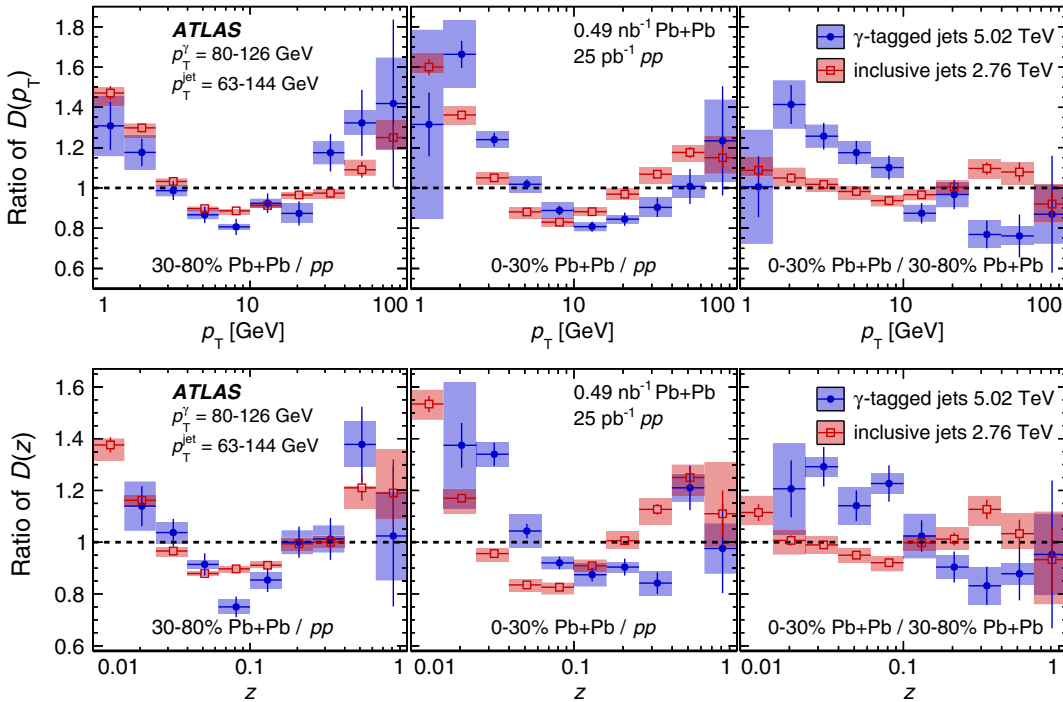 Ratio of D(p_T)
1.8
1.6
1.4
1.2
1
0.8
0.6
ATLAS
p_T^γ = 80-126 GeV
p_T^jet = 63-144 GeV
30-80% Pb+Pb / pp
0.49 nb⁻¹ Pb+Pb
25 pb⁻¹ pp
0-30% Pb+Pb / pp
γ-tagged jets 5.02 TeV
inclusive jets 2.76 TeV
0-30% Pb+Pb / 30-80% Pb+Pb
1 10 100 1 10 100 1 10 100
p_T [GeV] p_T [GeV] p_T [GeV]
Ratio of D(z)
1.6
1.4
1.2
1
0.8
0.6
ATLAS
p_T^γ = 80-126 GeV
p_T^jet = 63-144 GeV
30-80% Pb+Pb / pp
0.49 nb⁻¹ Pb+Pb
25 pb⁻¹ pp
0-30% Pb+Pb / pp
γ-tagged jets 5.02 TeV
inclusive jets 2.76 TeV
0-30% Pb+Pb / 30-80% Pb+Pb
0.01 0.1 1 0.01 0.1 1 0.01 0.1 1
z z z